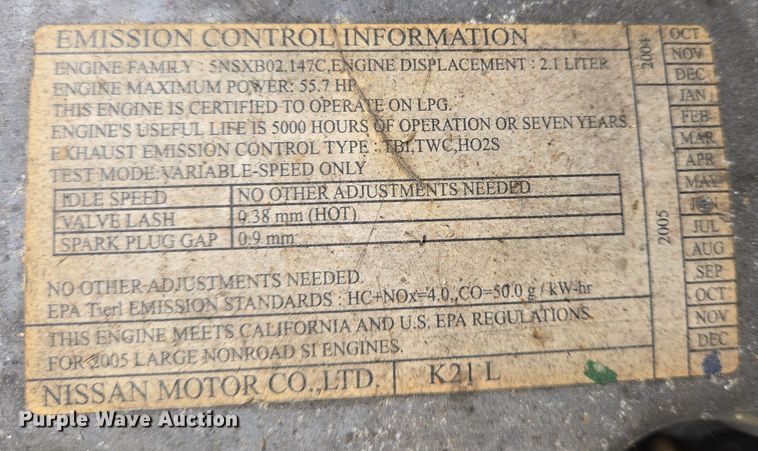 EMISSION CONTROL INFORMATION
ENGINE FAMILY : 5NSXB02.147C,ENGINE DISPLACEMENT : 2.1 LITER
ENGINE MAXIMUM POWER: 55.7 HP
THIS ENGINE IS CERTIFIED TO OPERATE ON LPG.
ENGINE'S USEFUL LIFE IS 5000 HOURS OF OPERATION OR SEVEN YEARS
EXHAUST EMISSION CONTROL TYPE : TBI,TWC,HO2S
TEST MODE VARIABLE-SPEED ONLY
IDLE SPEED NO OTHER ADJUSTMENTS NEEDED
VALVE LASH 0.38 mm (HOT)
SPARK PLUG GAP 0.9 mm
NO OTHER ADJUSTMENTS NEEDED.
EPA Tier1 EMISSION STANDARDS : HC+NOx=4.0,,CO=50.0 g / kW-hr
THIS ENGINE MEETS CALIFORNIA AND U.S. EPA REGULATIONS.
FOR 2005 LARGE NONROAD SI ENGINES.
NISSAN MOTOR CO.,LTD. K21 L
2004
OCT
NOV
DEC
2005
JAN
FEB
MAR
APR
MAY
JUN
JUL
AUG
SEP
OCT
NOV
DEC
Purple Wave Auction